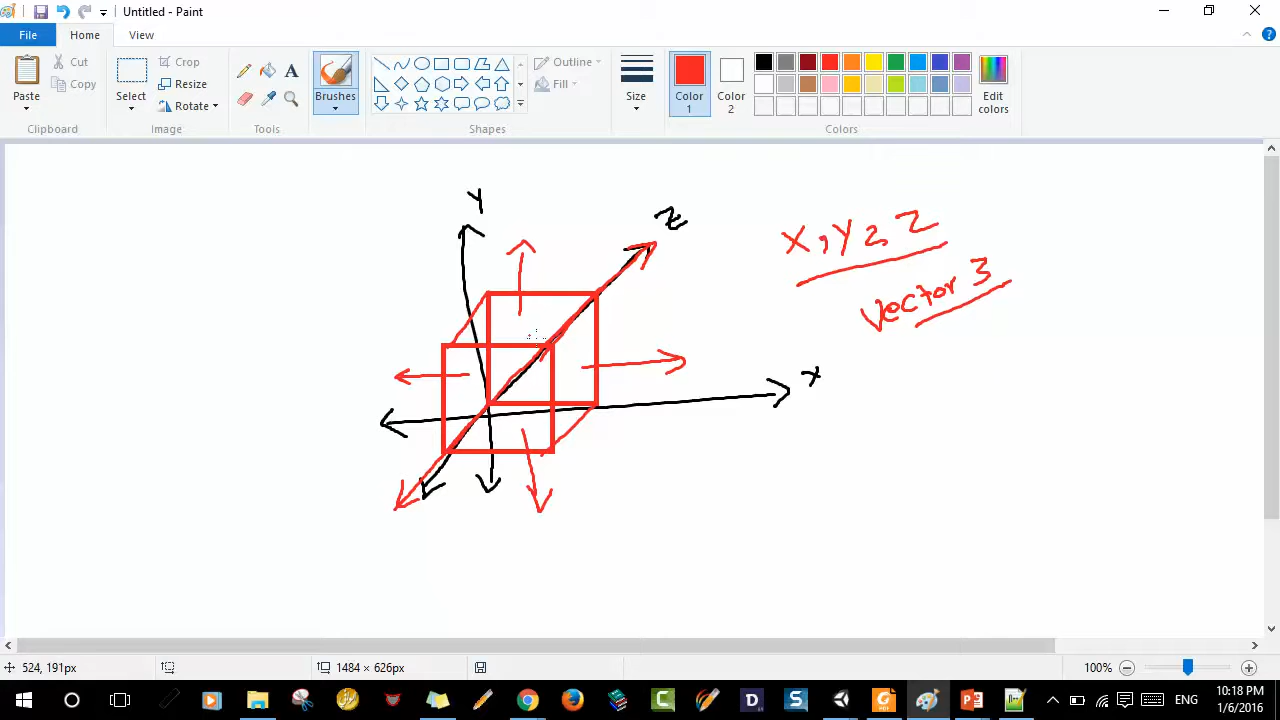 Untitled - Paint
File Home View
Paste
Cut
Copy
Clipboard
Select
Crop
Resize
Rotate
Image
Tools
Brushes
Shapes
Outline
Fill
Size
Color 1
Color 2
Edit colors
Colors
Y
Z
X
X, Y, Z
Vector 3
524, 191px
1484 × 626px
100%
ENG
10:18 PM
1/6/2016